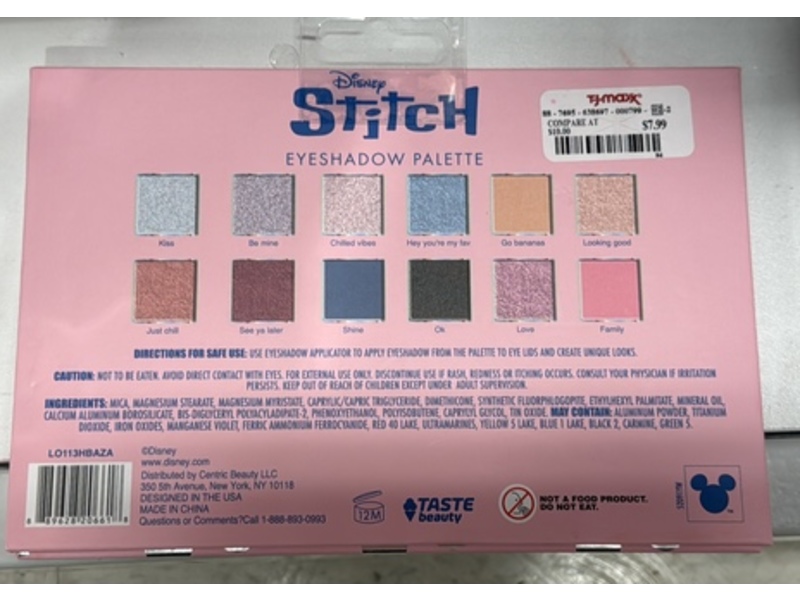 Disney
Stitch
EYESHADOW PALETTE
T.J.maxx
COMPARE AT
$10.00
$7.99
Kiss
Be mine
Chilled vibes
Hey you're my fav
Go bananas
Looking good
Just chill
See ya later
Shine
Ok
Love
Family
DIRECTIONS FOR SAFE USE: USE EYESHADOW APPLICATOR TO APPLY EYESHADOW FROM THE PALETTE TO EYE LIDS AND CREATE UNIQUE LOOKS.
CAUTION: NOT TO BE EATEN. AVOID DIRECT CONTACT WITH EYES. FOR EXTERNAL USE ONLY. DISCONTINUE USE IF RASH, REDNESS OR ITCHING OCCURS. CONSULT YOUR PHYSICIAN IF IRRITATION
PERSISTS. KEEP OUT OF REACH OF CHILDREN EXCEPT UNDER ADULT SUPERVISION.
INGREDIENTS: MICA, MAGNESIUM STEARATE, MAGNESIUM MYRISTATE, CAPRYLIC/CAPRIC TRIGLYCERIDE, DIMETHICONE, SYNTHETIC FLUORPHLOGOPITE, ETHYLHEXYL PALMITATE, MINERAL OIL,
CALCIUM ALUMINUM BOROSILICATE, BIS-DIGLYCERYL POLYACYLADIPATE-2, PHENOXYETHANOL, POLYISOBUTENE, CAPRYLYL GLYCOL, TIN OXIDE. MAY CONTAIN: ALUMINUM POWDER, TITANIUM
DIOXIDE, IRON OXIDES, MANGANESE VIOLET, FERRIC AMMONIUM FERROCYANIDE, RED 40 LAKE, ULTRAMARINES, YELLOW 5 LAKE, BLUE 1 LAKE, BLACK 2, CARMINE, GREEN 5.
LO113HBAZA
©Disney
www.disney.com
Distributed by Centric Beauty LLC
350 5th Avenue, New York, NY 10118
DESIGNED IN THE USA
MADE IN CHINA
Questions or Comments?Call 1-888-893-0993
12M
TASTE
beauty
NOT A FOOD PRODUCT.
DO NOT EAT.